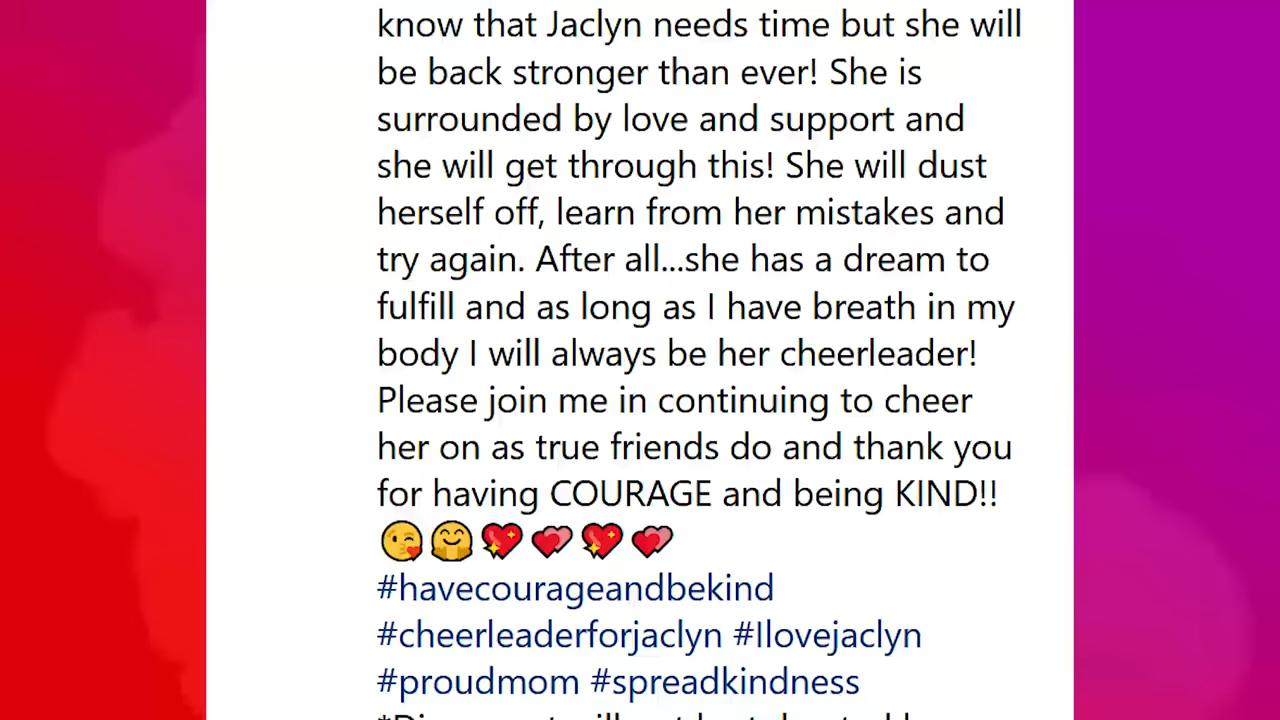 know that Jaclyn needs time but she will
be back stronger than ever! She is
surrounded by love and support and
she will get through this! She will dust
herself off, learn from her mistakes and
try again. After all...she has a dream to
fulfill and as long as I have breath in my
body I will always be her cheerleader!
Please join me in continuing to cheer
her on as true friends do and thank you
for having COURAGE and being KIND!!
😘🤗💖💕💖💕
#havecourageandbekind
#cheerleaderforjaclyn #Ilovejaclyn
#proudmom #spreadkindness